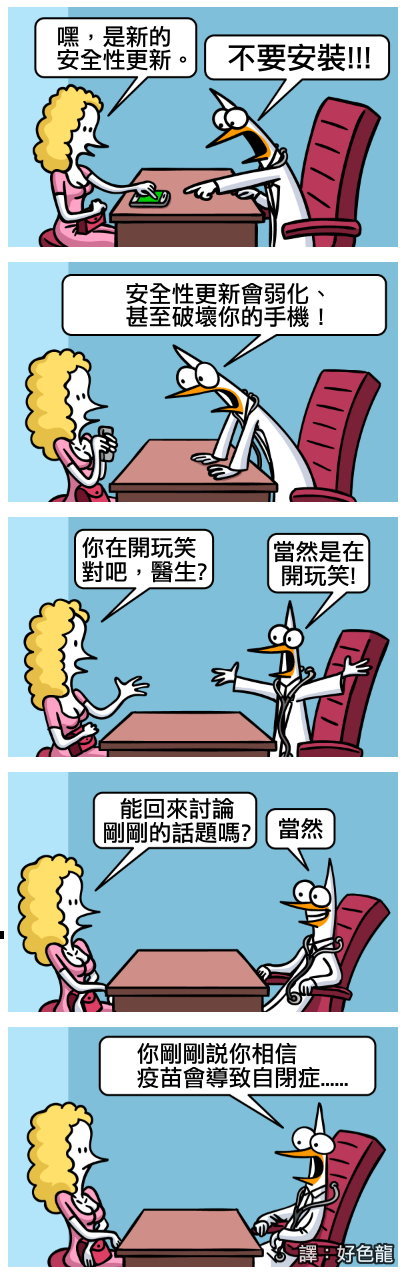 嘿，是新的
安全性更新。
不要安裝!!!
安全性更新會弱化、
甚至破壞你的手機！
你在開玩笑
對吧，醫生?
當然是在
開玩笑!
能回來討論
剛剛的話題嗎?
當然
你剛剛説你相信
疫苗會導致自閉症......
譯：好色龍